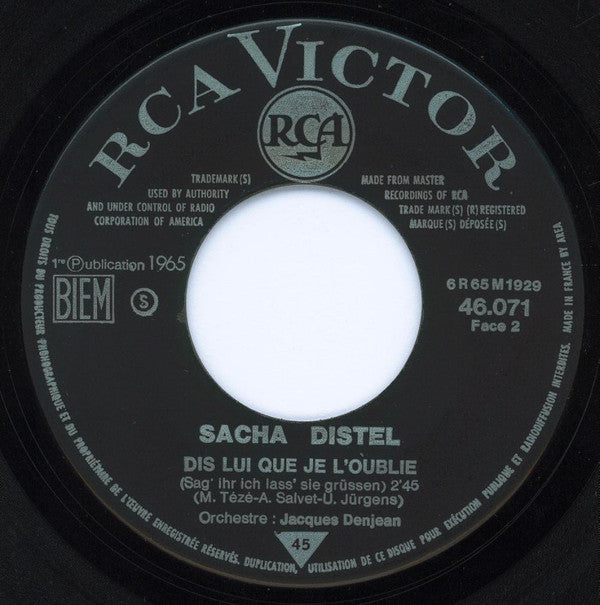 RCA VICTOR
RCA
TRADEMARK(S)
USED BY AUTHORITY
AND UNDER CONTROL OF RADIO
CORPORATION OF AMERICA
MADE FROM MASTER
RECORDINGS OF RCA
TRADE MARK(S) (R) REGISTERED
MARQUE(S) DÉPOSÉE(S)
1re Ⓟublication 1965
BIEM
S
6 R 65 M 1929
46.071
Face 2
SACHA DISTEL
DIS LUI QUE JE L'OUBLIE
(Sag' ihr ich lass' sie grüssen) 2'45
(M. Tézé-A. Salvet-U. Jürgens)
Orchestre : Jacques Denjean
45
TOUS DROITS DU PRODUCTEUR PHONOGRAPHIQUE ET DU PROPRIÉTAIRE DE L'ŒUVRE ENREGISTRÉE RÉSERVÉS. DUPLICATION, UTILISATION DE CE DISQUE POUR EXÉCUTION PUBLIQUE ET RADIODIFFUSION INTERDITES. MADE IN FRANCE BY AREA